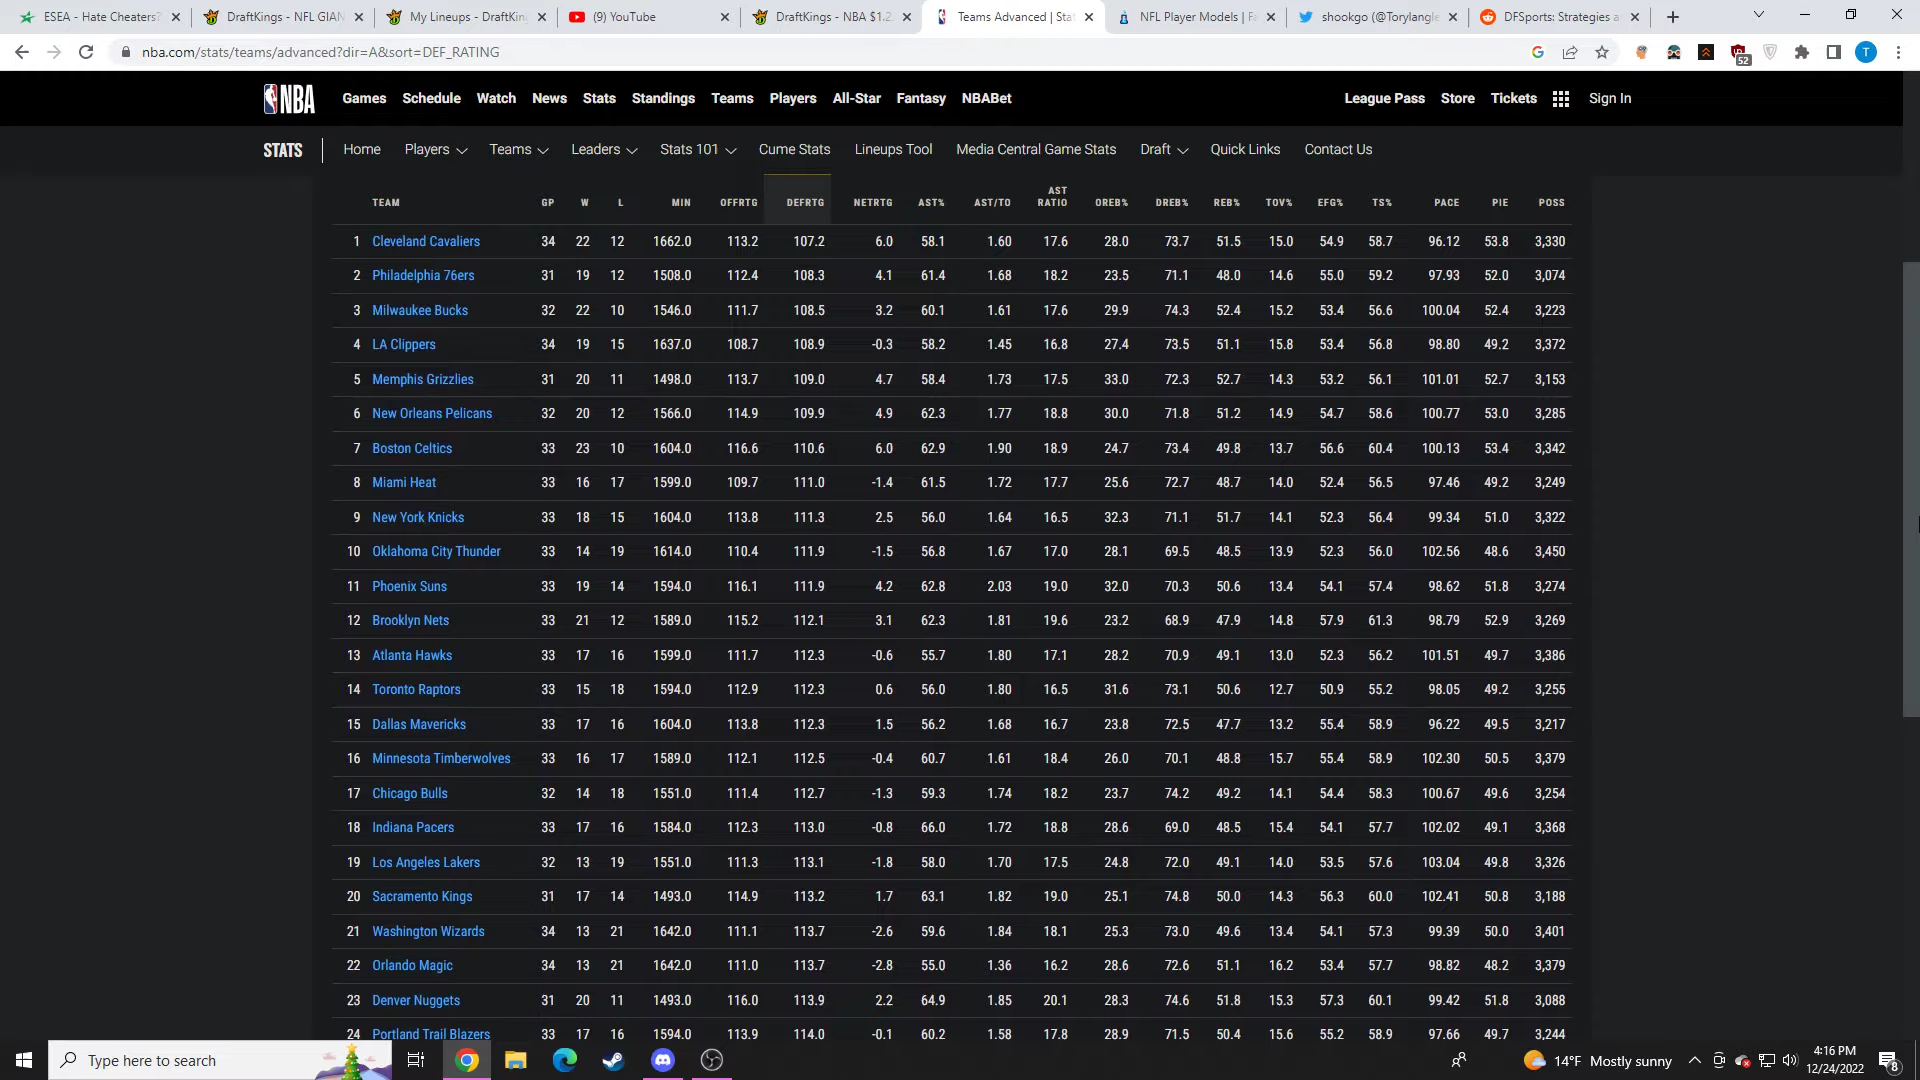 ESEA - Hate Cheaters? DraftKings - NFL GIAN My Lineups - DraftKin (9) YouTube DraftKings - NBA $1.2 Teams Advanced | Sta NFL Player Models | F shookgo (@Torylangle DFSports: Strategies a
nba.com/stats/teams/advanced?dir=A&sort=DEF_RATING 52 T
NBA Games Schedule Watch News Stats Standings Teams Players All-Star Fantasy NBABet League Pass Store Tickets Sign In
STATS Home Players Teams Leaders Stats 101 Cume Stats Lineups Tool Media Central Game Stats Draft Quick Links Contact Us
TEAM GP W L MIN OFFRTG DEFRTG NETRTG AST% AST/TO AST RATIO OREB% DREB% REB% TOV% EFG% TS% PACE PIE POSS
1 Cleveland Cavaliers 34 22 12 1662.0 113.2 107.2 6.0 58.1 1.60 17.6 28.0 73.7 51.5 15.0 54.9 58.7 96.12 53.8 3,330
2 Philadelphia 76ers 31 19 12 1508.0 112.4 108.3 4.1 61.4 1.68 18.2 23.5 71.1 48.0 14.6 55.0 59.2 97.93 52.0 3,074
3 Milwaukee Bucks 32 22 10 1546.0 111.7 108.5 3.2 60.1 1.61 17.6 29.9 74.3 52.4 15.2 53.4 56.6 100.04 52.4 3,223
4 LA Clippers 34 19 15 1637.0 108.7 108.9 -0.3 58.2 1.45 16.8 27.4 73.5 51.1 15.8 53.4 56.8 98.80 49.2 3,372
5 Memphis Grizzlies 31 20 11 1498.0 113.7 109.0 4.7 58.4 1.73 17.5 33.0 72.3 52.7 14.3 53.2 56.1 101.01 52.7 3,153
6 New Orleans Pelicans 32 20 12 1566.0 114.9 109.9 4.9 62.3 1.77 18.8 30.0 71.8 51.2 14.9 54.7 58.6 100.77 53.0 3,285
7 Boston Celtics 33 23 10 1604.0 116.6 110.6 6.0 62.9 1.90 18.9 24.7 73.4 49.8 13.7 56.6 60.4 100.13 53.4 3,342
8 Miami Heat 33 16 17 1599.0 109.7 111.0 -1.4 61.5 1.72 17.7 25.6 72.7 48.7 14.0 52.4 56.5 97.46 49.2 3,249
9 New York Knicks 33 18 15 1604.0 113.8 111.3 2.5 56.0 1.64 16.5 32.3 71.1 51.7 14.1 52.3 56.4 99.34 51.0 3,322
10 Oklahoma City Thunder 33 14 19 1614.0 110.4 111.9 -1.5 56.8 1.67 17.0 28.1 69.5 48.5 13.9 52.3 56.0 102.56 48.6 3,450
11 Phoenix Suns 33 19 14 1594.0 116.1 111.9 4.2 62.8 2.03 19.0 32.0 70.3 50.6 13.4 54.1 57.4 98.62 51.8 3,274
12 Brooklyn Nets 33 21 12 1589.0 115.2 112.1 3.1 62.3 1.81 19.6 23.2 68.9 47.9 14.8 57.9 61.3 98.79 52.9 3,269
13 Atlanta Hawks 33 17 16 1599.0 111.7 112.3 -0.6 55.7 1.80 17.1 28.2 70.9 49.1 13.0 52.3 56.2 101.51 49.7 3,386
14 Toronto Raptors 33 15 18 1594.0 112.9 112.3 0.6 56.0 1.80 16.5 31.6 73.1 50.6 12.7 50.9 55.2 98.05 49.2 3,255
15 Dallas Mavericks 33 17 16 1604.0 113.8 112.3 1.5 56.2 1.68 16.7 23.8 72.5 47.7 13.2 55.4 58.9 96.22 49.5 3,217
16 Minnesota Timberwolves 33 16 17 1589.0 112.1 112.5 -0.4 60.7 1.61 18.4 26.0 70.1 48.8 15.7 55.4 58.9 102.30 50.5 3,379
17 Chicago Bulls 32 14 18 1551.0 111.4 112.7 -1.3 59.3 1.74 18.2 23.7 74.2 49.2 14.1 54.4 58.3 100.67 49.6 3,254
18 Indiana Pacers 33 17 16 1584.0 112.3 113.0 -0.8 66.0 1.72 18.8 28.6 69.0 48.5 15.4 54.1 57.7 102.02 49.1 3,368
19 Los Angeles Lakers 32 13 19 1551.0 111.3 113.1 -1.8 58.0 1.70 17.5 24.8 72.0 49.1 14.0 53.5 57.6 103.04 49.8 3,326
20 Sacramento Kings 31 17 14 1493.0 114.9 113.2 1.7 63.1 1.82 19.0 25.1 74.8 50.0 14.3 56.3 60.0 102.41 50.8 3,188
21 Washington Wizards 34 13 21 1642.0 111.1 113.7 -2.6 59.6 1.84 18.1 25.3 73.0 49.6 13.4 54.1 57.3 99.39 50.0 3,401
22 Orlando Magic 34 13 21 1642.0 111.0 113.7 -2.8 55.0 1.36 16.2 28.6 72.6 51.1 16.2 53.4 57.7 98.82 48.2 3,379
23 Denver Nuggets 31 20 11 1493.0 116.0 113.9 2.2 64.9 1.85 20.1 28.3 74.6 51.8 15.3 57.3 60.1 99.42 51.8 3,088
24 Portland Trail Blazers 33 17 16 1594.0 113.9 114.0 -0.1 60.2 1.58 17.8 28.9 71.5 50.4 15.6 55.2 58.9 97.66 49.7 3,244
Type here to search 14°F Mostly sunny 4:16 PM
12/24/2022 8